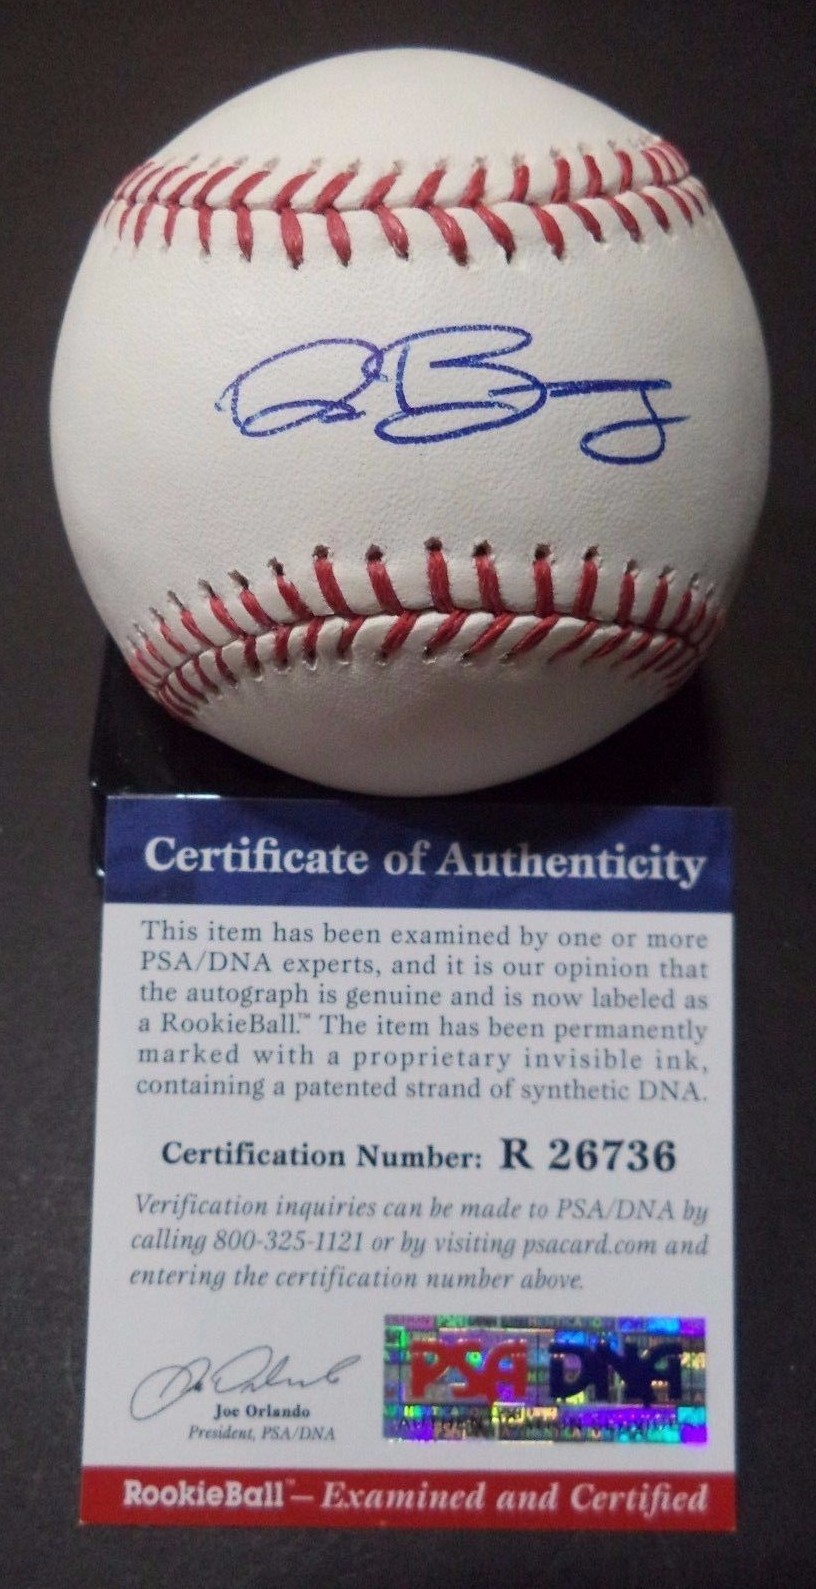 Certificate of Authenticity
This item has been examined by one or more
PSA/DNA experts, and it is our opinion that
the autograph is genuine and is now labeled as
a RookieBall.™ The item has been permanently
marked with a proprietary invisible ink,
containing a patented strand of synthetic DNA.
Certification Number: R 26736
Verification inquiries can be made to PSA/DNA by
calling 800-325-1121 or by visiting psacard.com and
entering the certification number above.
PSA DNA
Joe Orlando
President, PSA/DNA
RookieBall™ — Examined and Certified